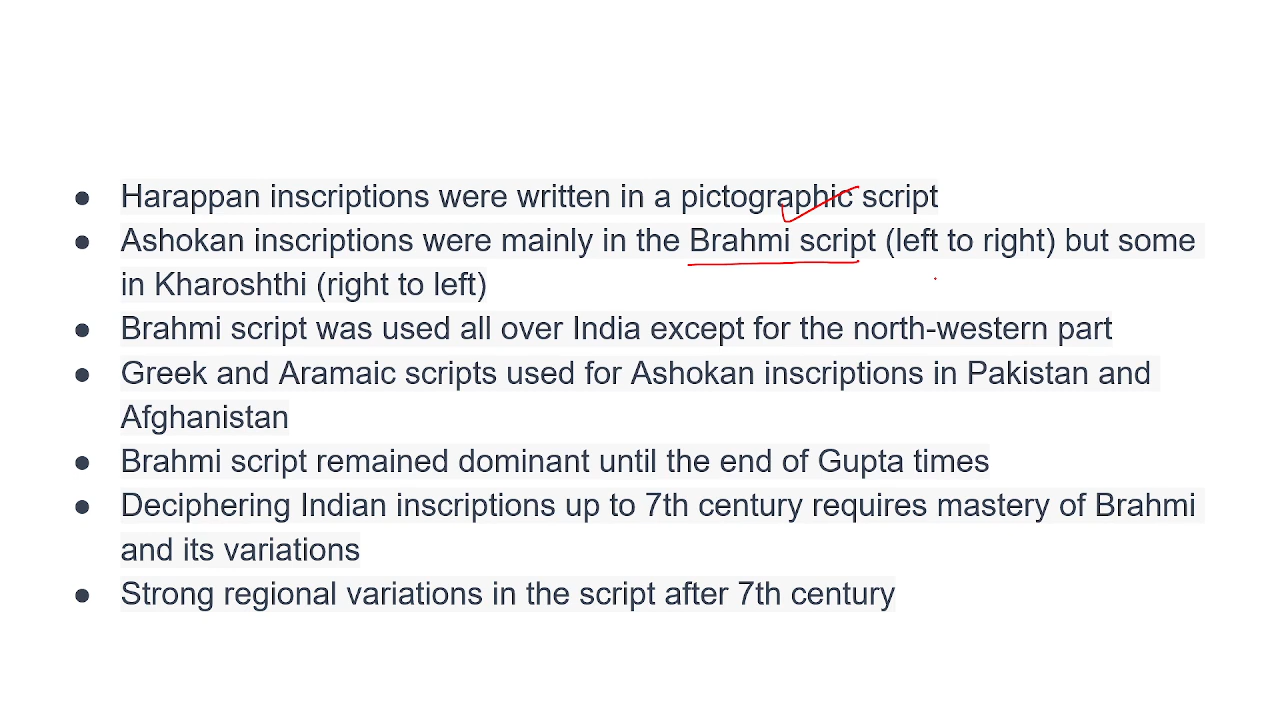 ● Harappan inscriptions were written in a pictographic script
● Ashokan inscriptions were mainly in the Brahmi script (left to right) but some
in Kharoshthi (right to left)
● Brahmi script was used all over India except for the north-western part
● Greek and Aramaic scripts used for Ashokan inscriptions in Pakistan and
Afghanistan
● Brahmi script remained dominant until the end of Gupta times
● Deciphering Indian inscriptions up to 7th century requires mastery of Brahmi
and its variations
● Strong regional variations in the script after 7th century